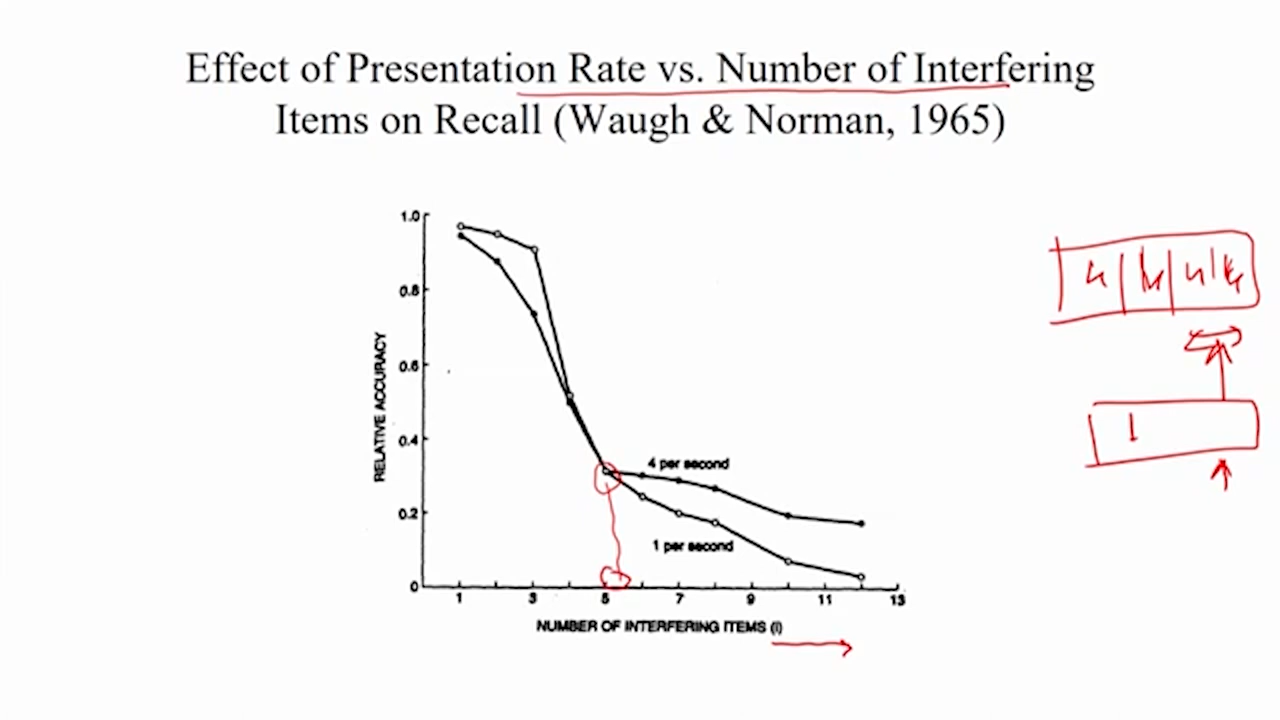 Effect of Presentation Rate vs. Number of Interfering
Items on Recall (Waugh & Norman, 1965)
1.0
0.8
0.6
0.4
0.2
0
RELATIVE ACCURACY
4 per second
1 per second
1 3 5 7 9 11 13
NUMBER OF INTERFERING ITEMS (I)